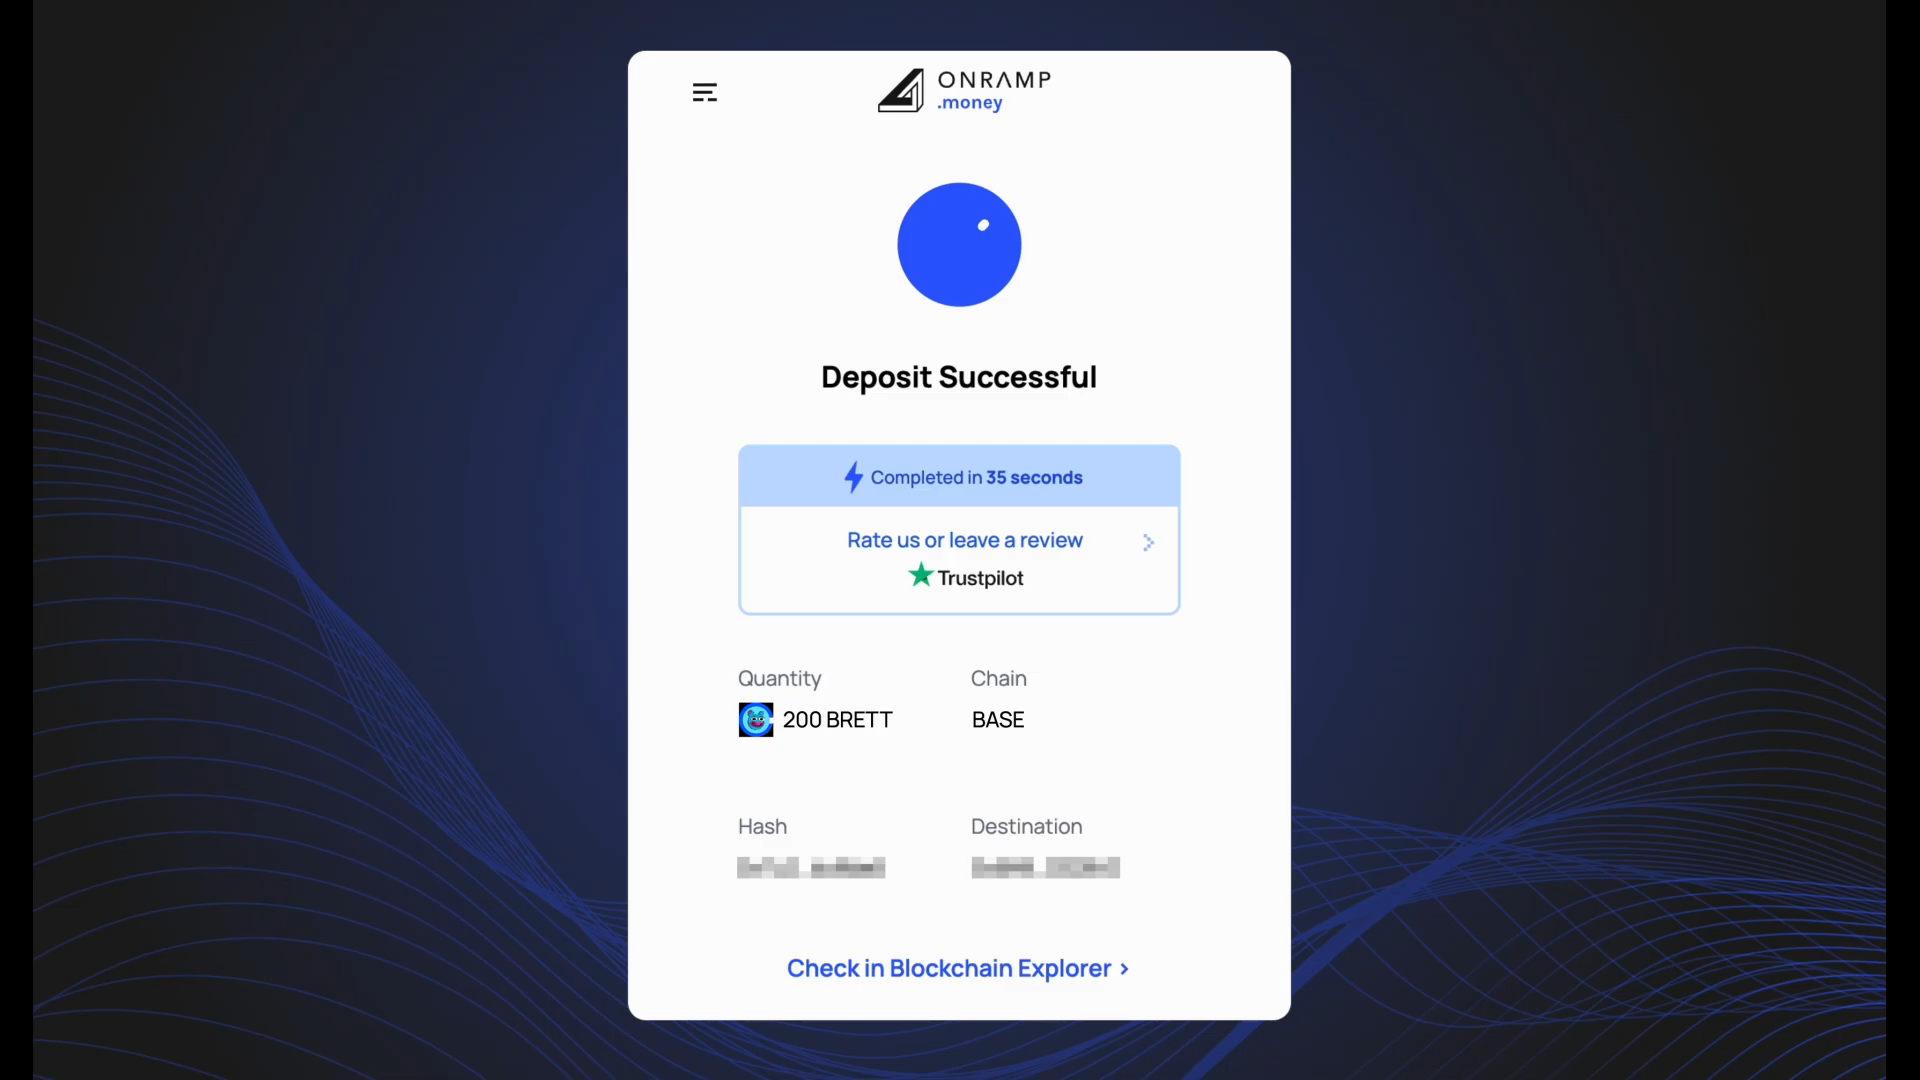 ONRAMP
.money
Deposit Successful
Completed in 35 seconds
Rate us or leave a review
Trustpilot
Quantity
Chain
200 BRETT
BASE
Hash
Destination
Check in Blockchain Explorer >